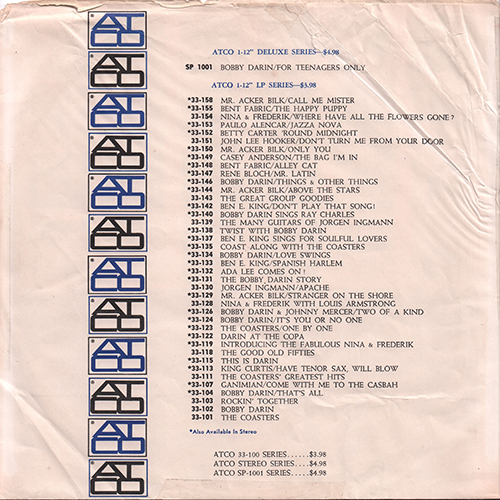 ATCO
ATCO
ATCO
ATCO
ATCO
ATCO
ATCO
ATCO
ATCO
ATCO
ATCO
ATCO
ATCO 1-12" DELUXE SERIES—$4.98
SP 1001 BOBBY DARIN/FOR TEENAGERS ONLY
ATCO 1-12" LP SERIES—$3.98
*33-158 MR. ACKER BILK/CALL ME MISTER
*33-155 BENT FABRIC/THE HAPPY PUPPY
33-154 NINA & FREDERIK/WHERE HAVE ALL THE FLOWERS GONE?
*33-153 PAULO ALENCAR/JAZZA NOVA
*33-152 BETTY CARTER 'ROUND MIDNIGHT
33-151 JOHN LEE HOOKER/DON'T TURN ME FROM YOUR DOOR
*33-150 MR. ACKER BILK/ONLY YOU
*33-149 CASEY ANDERSON/THE BAG I'M IN
*33-148 BENT FABRIC/ALLEY CAT
*33-147 RENE BLOCH/MR. LATIN
*33-146 BOBBY DARIN/THINGS & OTHER THINGS
*33-144 MR. ACKER BILK/ABOVE THE STARS
33-143 THE GREAT GROUP GOODIES
*33-142 BEN E. KING/DON'T PLAY THAT SONG!
*33-140 BOBBY DARIN SINGS RAY CHARLES
*33-139 THE MANY GUITARS OF JORGEN INGMANN
*33-138 TWIST WITH BOBBY DARIN
*33-137 BEN E. KING SINGS FOR SOULFUL LOVERS
*33-135 COAST ALONG WITH THE COASTERS
*33-134 BOBBY DARIN/LOVE SWINGS
*33-133 BEN E. KING/SPANISH HARLEM
*33-132 ADA LEE COMES ON!
*33-131 THE BOBBY DARIN STORY
*33-130 JORGEN INGMANN/APACHE
*33-129 MR. ACKER BILK/STRANGER ON THE SHORE
*33-128 NINA & FREDERIK WITH LOUIS ARMSTRONG
*33-126 BOBBY DARIN & JOHNNY MERCER/TWO OF A KIND
*33-124 BOBBY DARIN/IT'S YOU OR NO ONE
*33-123 THE COASTERS/ONE BY ONE
*33-122 DARIN AT THE COPA
*33-119 INTRODUCING THE FABULOUS NINA & FREDERIK
33-118 THE GOOD OLD FIFTIES
*33-115 THIS IS DARIN
*33-113 KING CURTIS/HAVE TENOR SAX, WILL BLOW
33-111 THE COASTERS' GREATEST HITS
*33-107 GANIMIAN/COME WITH ME TO THE CASBAH
*33-104 BOBBY DARIN/THAT'S ALL
33-103 ROCKIN' TOGETHER
33-102 BOBBY DARIN
33-101 THE COASTERS
*Also Available in Stereo
ATCO 33-100 SERIES......$3.98
ATCO STEREO SERIES....$4.98
ATCO SP-1001 SERIES...$4.98